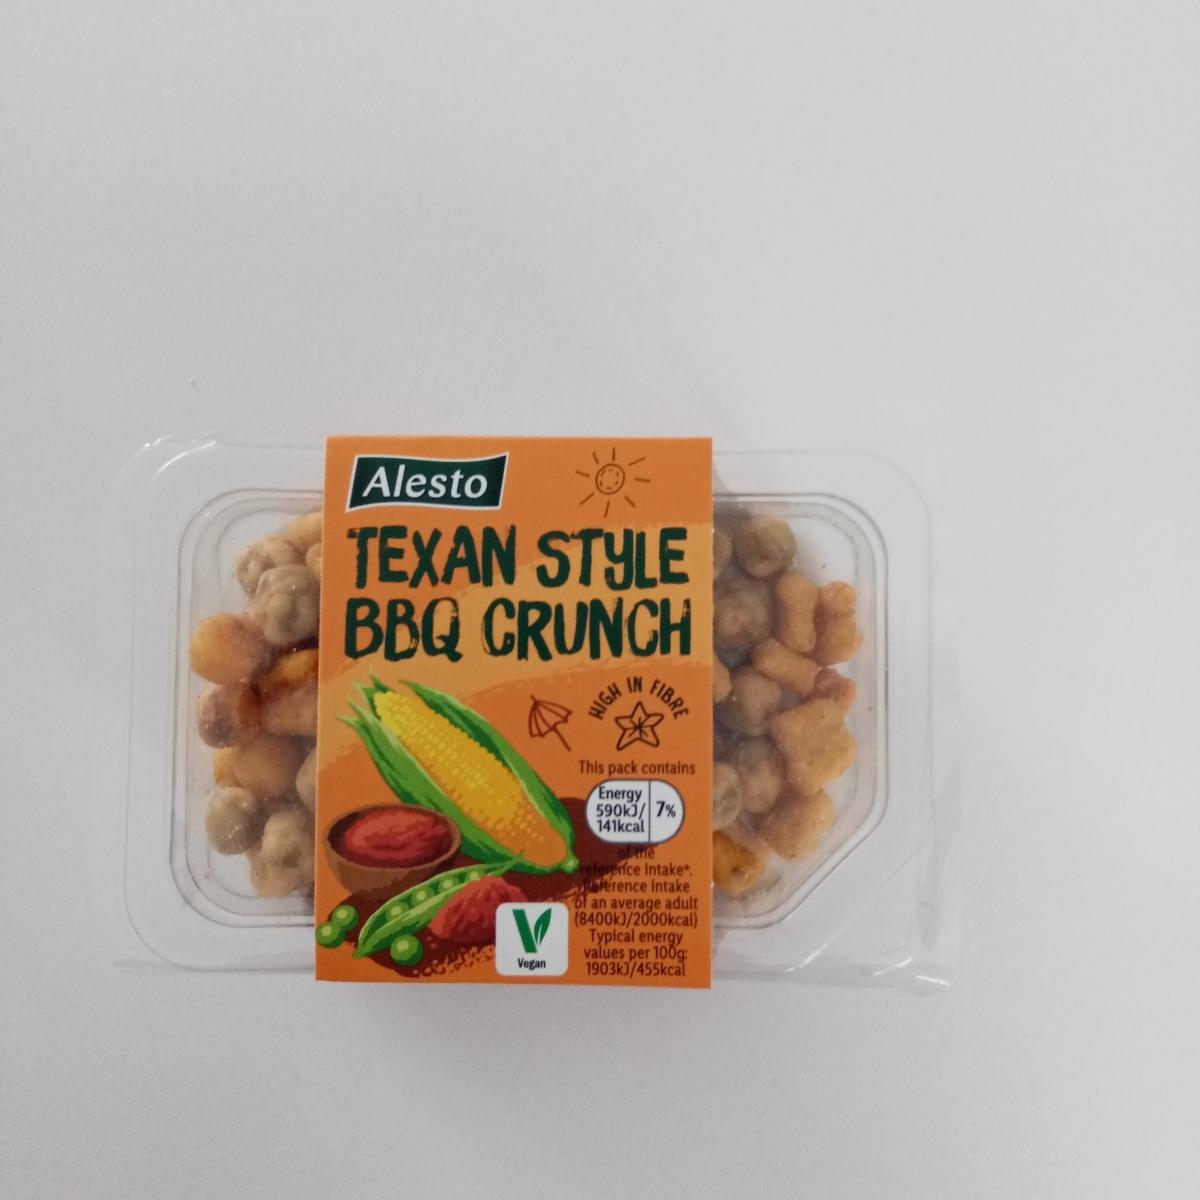 Alesto
TEXAN STYLE
BBQ CRUNCH
HIGH IN FIBRE
This pack contains
Energy
590kJ/
141kcal
7%
of the
reference intake*.
Reference intake
of an average adult
(8400kJ/2000kcal)
Typical energy
values per 100g:
1903kJ/455kcal
Vegan